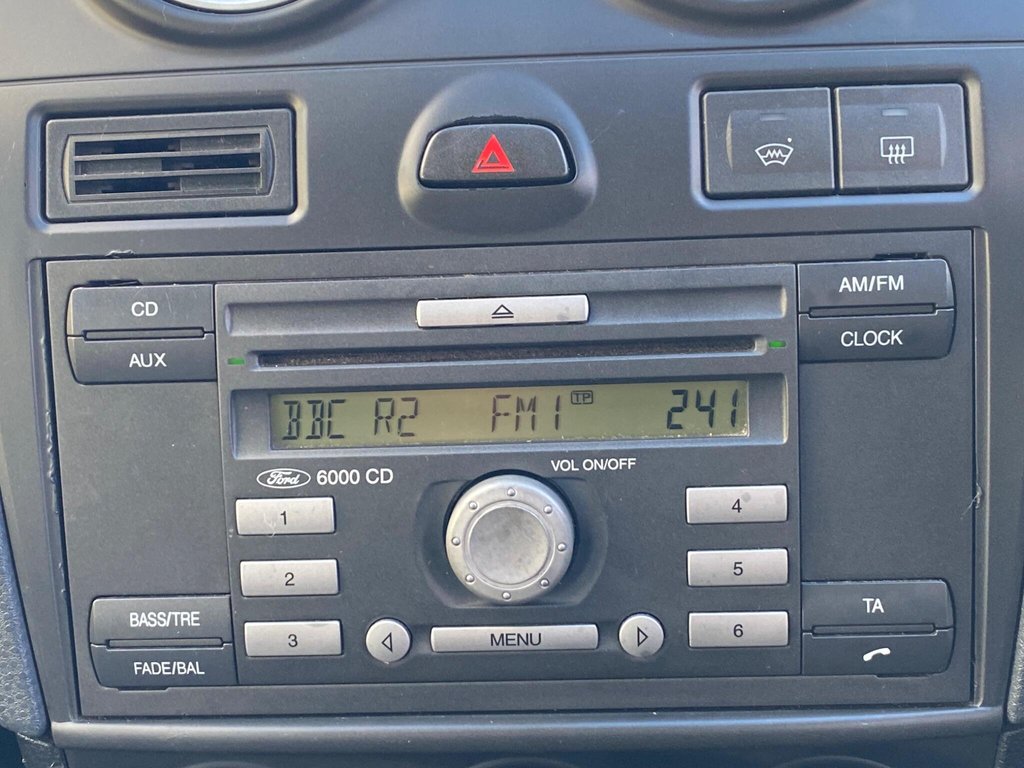 CD
AUX
AM/FM
CLOCK
BBC R2 FM1 TP 241
Ford 6000 CD
VOL ON/OFF
1
2
3
4
5
6
BASS/TRE
FADE/BAL
MENU
TA